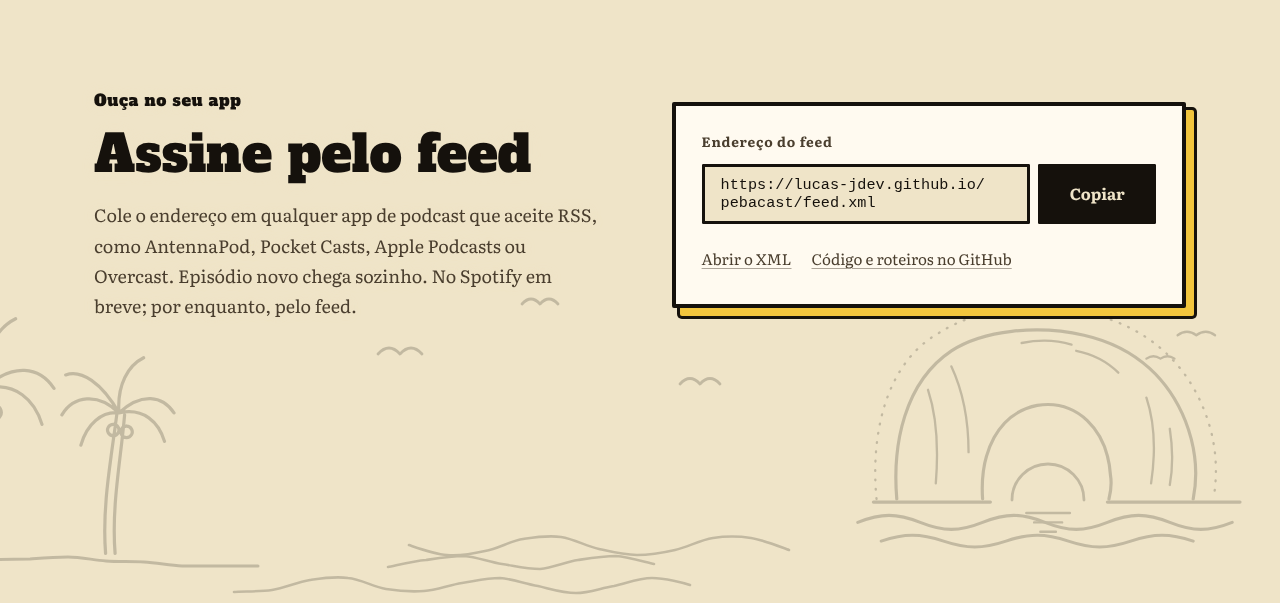 Ouça no seu app
Assine pelo feed
Cole o endereço em qualquer app de podcast que aceite RSS,
como AntennaPod, Pocket Casts, Apple Podcasts ou
Overcast. Episódio novo chega sozinho. No Spotify em
breve; por enquanto, pelo feed.
Endereço do feed
https://lucas-jdev.github.io/
pebacast/feed.xml
Copiar
Abrir o XML
Código e roteiros no GitHub